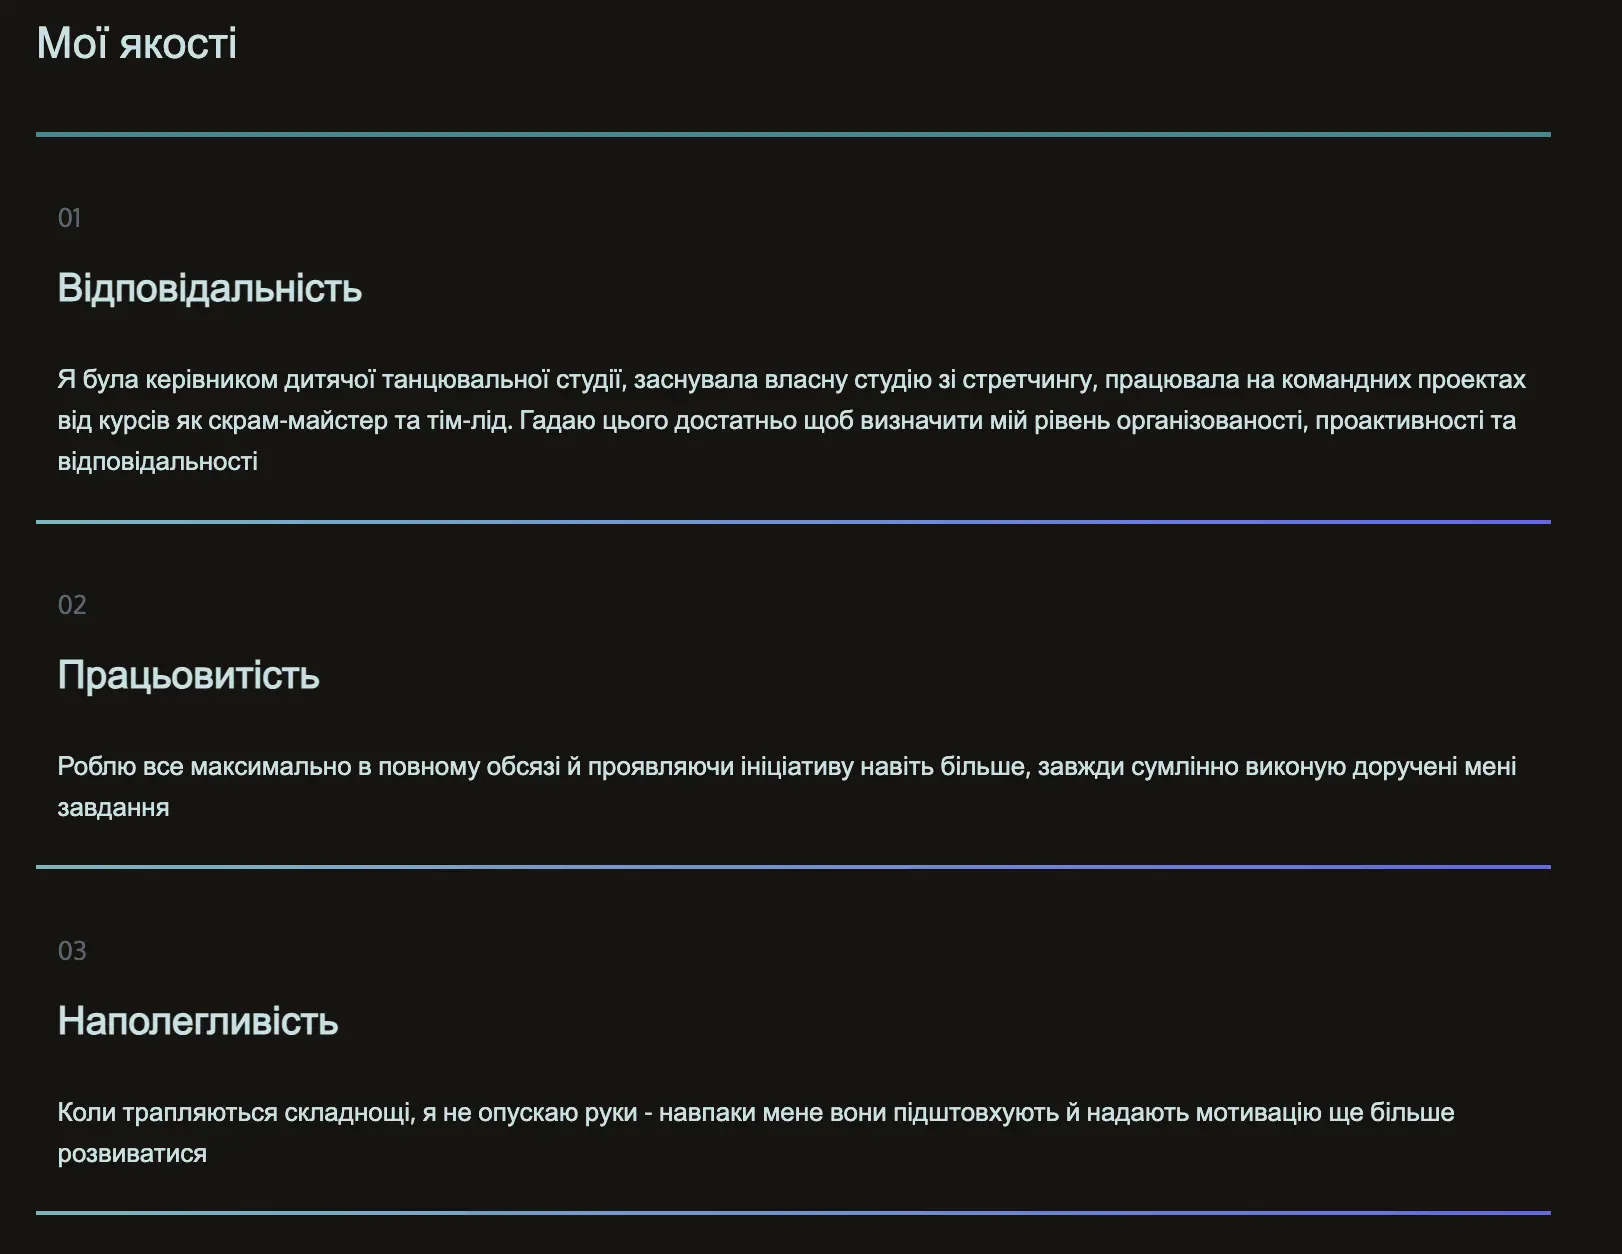 Мої якості
01
Відповідальність
Я була керівником дитячої танцювальної студії, заснувала власну студію зі стретчингу, працювала на командних проектах
від курсів як скрам-майстер та тім-лід. Гадаю цього достатньо щоб визначити мій рівень організованості, проактивності та
відповідальності
02
Працьовитість
Роблю все максимально в повному обсязі й проявляючи ініціативу навіть більше, завжди сумлінно виконую доручені мені
завдання
03
Наполегливість
Коли трапляються складнощі, я не опускаю руки - навпаки мене вони підштовхують й надають мотивацію ще більше
розвиватися